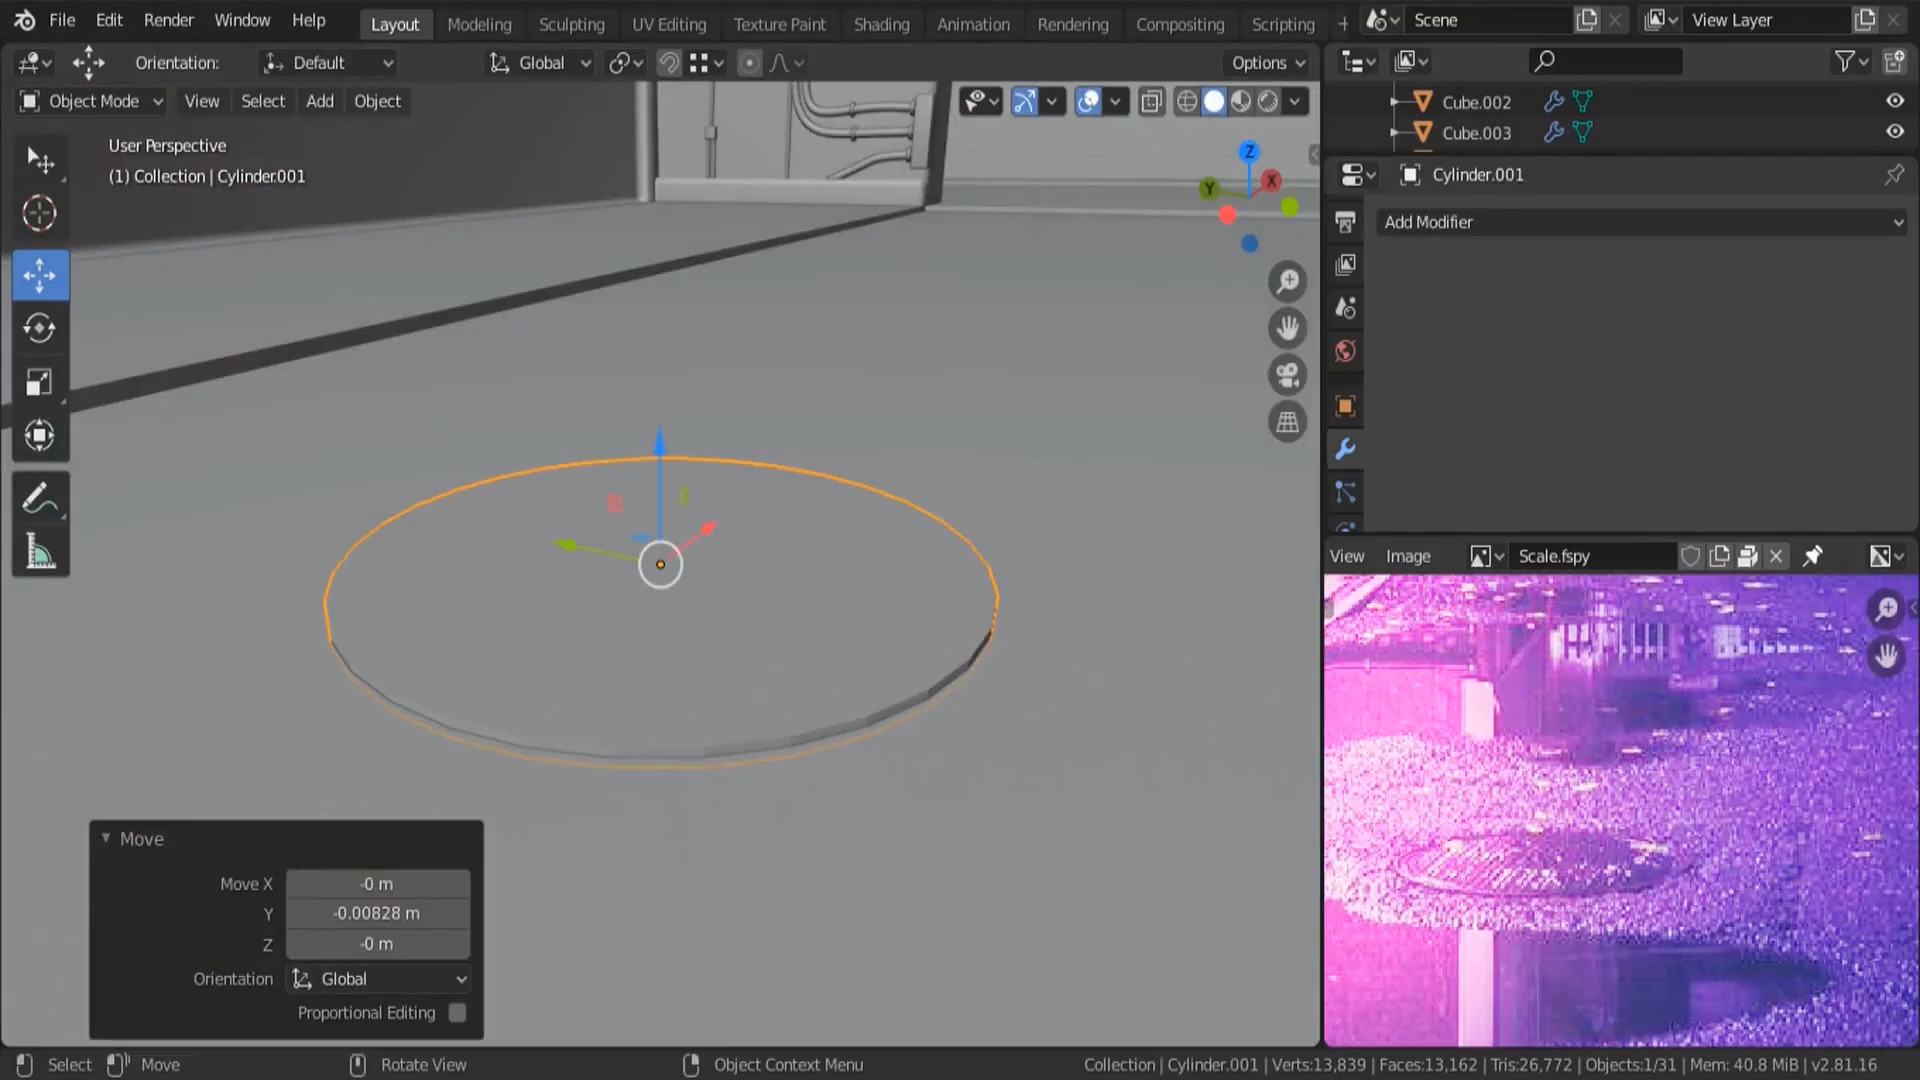 File Edit Render Window Help Layout Modeling Sculpting UV Editing Texture Paint Shading Animation Rendering Compositing Scripting + Scene View Layer
Orientation: Default Global Options
Object Mode View Select Add Object
Cube.002
Cube.003
User Perspective
(1) Collection | Cylinder.001
Z
Y
X
Cylinder.001
Add Modifier
View Image Scale.fspy
Move
Move X -0 m
Y -0.00828 m
Z -0 m
Orientation Global
Proportional Editing
Select Move Rotate View Object Context Menu Collection | Cylinder.001 | Verts:13,839 | Faces:13,162 | Tris:26,772 | Objects:1/31 | Mem: 40.8 MiB | v2.81.16